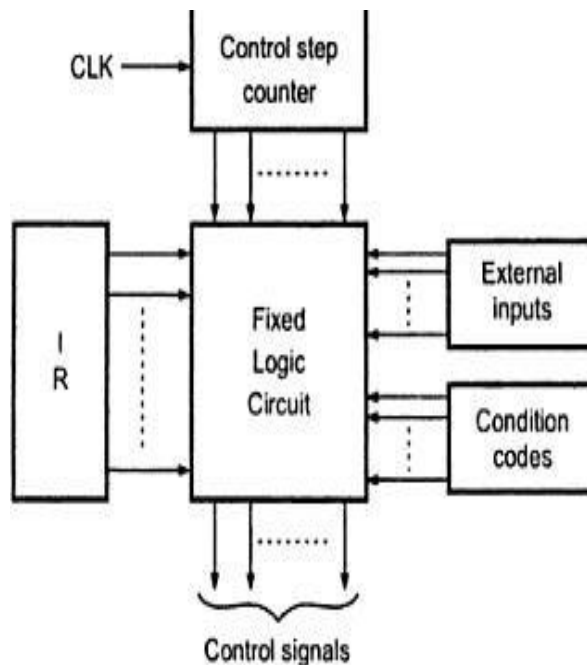 Control step
counter
CLK
I
R
Fixed
Logic
Circuit
External
inputs
Condition
codes
Control signals